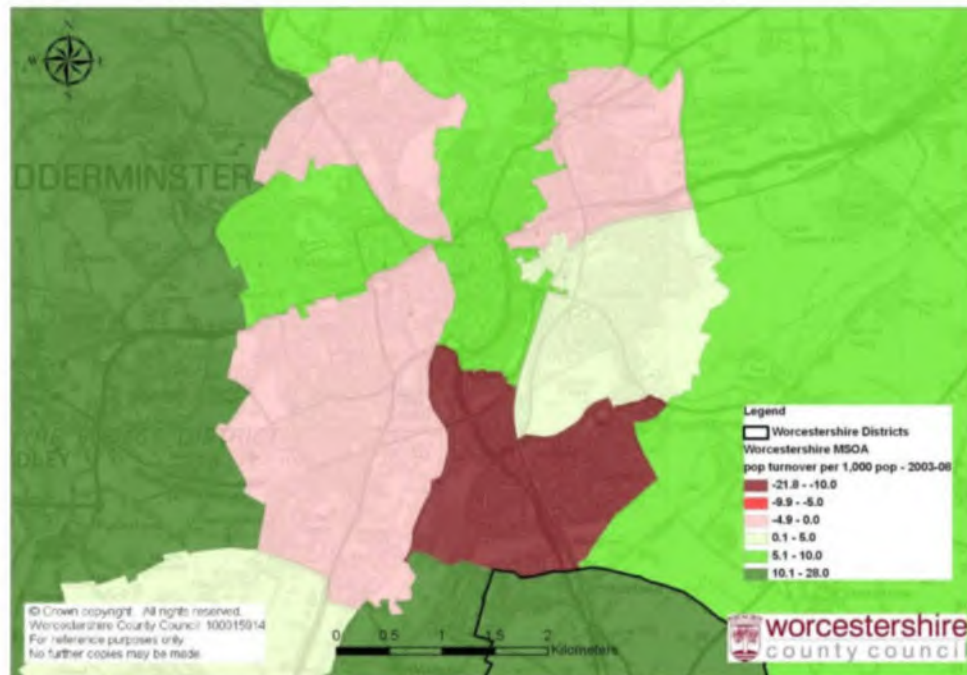 DDERMINSTER
DLEY
Legend
Worcestershire Districts
Worcestershire MSOA
pop turnover per 1,000 pop - 2003-08
-21.8 - -10.0
-9.9 - -5.0
-4.9 - 0.0
0.1 - 5.0
5.1 - 10.0
10.1 - 28.0
© Crown copyright. All rights reserved.
Worcestershire County Council 100015914
For reference purposes only.
No further copies may be made.
0 0.5 1 1.5 2
Kilometers
worcestershire
county council